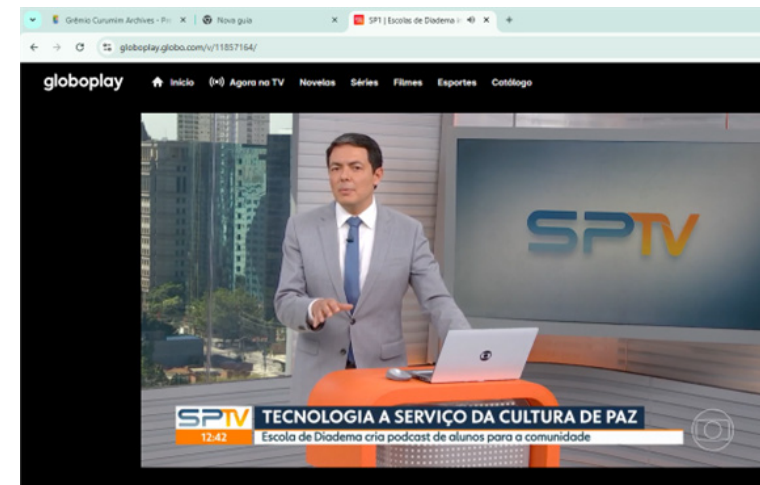 Grêmio Curumim Archives - Po
Nova guia
SP1 | Escolas de Diadema
globoplay.globo.com/v/11857164/
globoplay
Início
Agora na TV
Novelas
Séries
Filmes
Esportes
Catálogo
SPTV
SPTV
TECNOLOGIA A SERVIÇO DA CULTURA DE PAZ
12:42
Escola de Diadema cria podcast de alunos para a comunidade